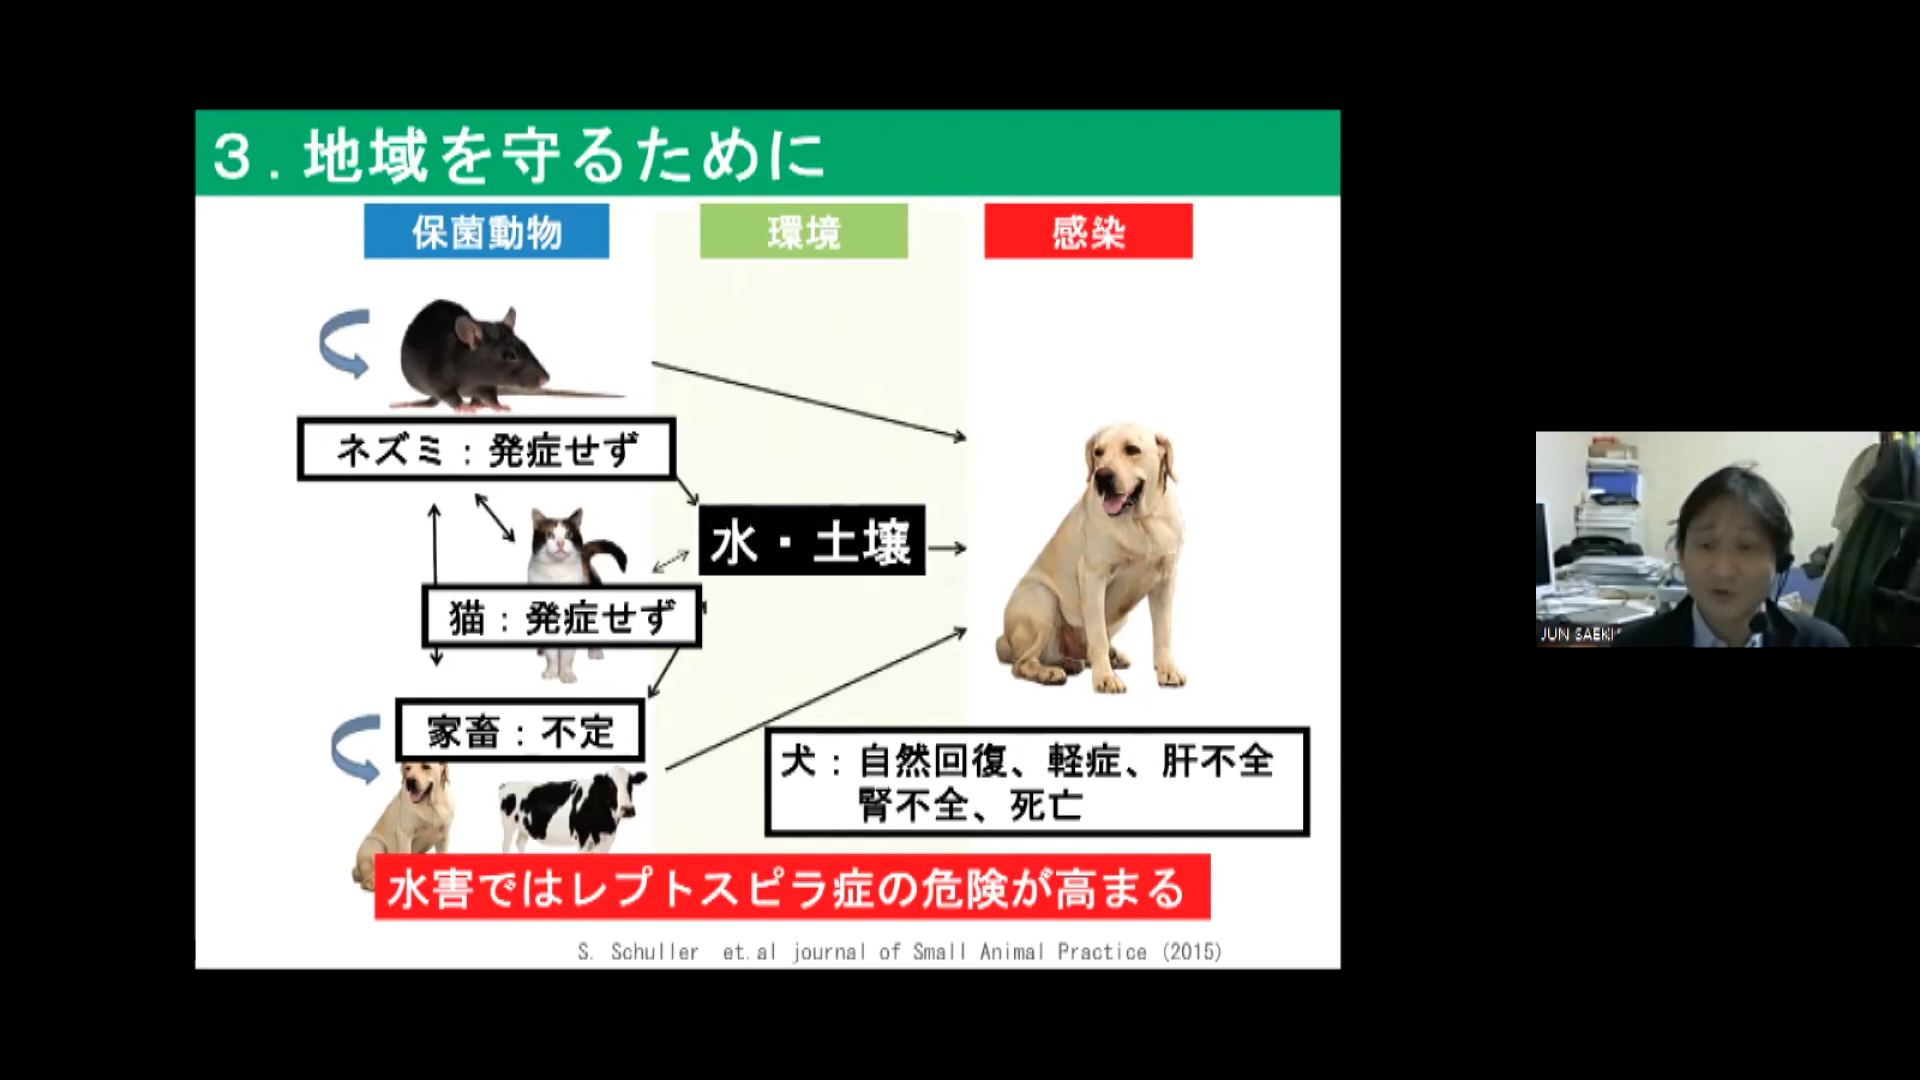 ３．地域を守るために
保菌動物
環境
感染
ネズミ：発症せず
水・土壌
猫：発症せず
家畜：不定
犬：自然回復、軽症、肝不全
腎不全、死亡
水害ではレプトスピラ症の危険が高まる
S. Schuller et.al journal of Small Animal Practice (2015)
JUN SAEKI